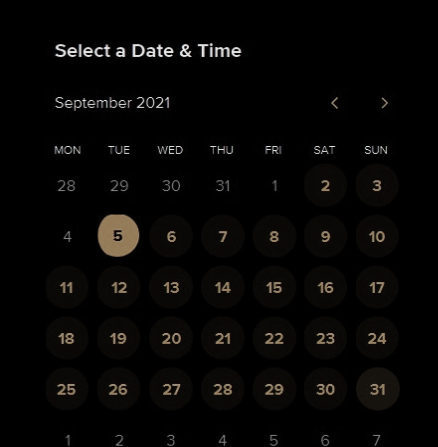 Select a Date & Time
September 2021
MON TUE WED THU FRI SAT SUN
28 29 30 31 1 2 3
4 5 6 7 8 9 10
11 12 13 14 15 16 17
18 19 20 21 22 23 24
25 26 27 28 29 30 31
1 2 3 4 5 6 7